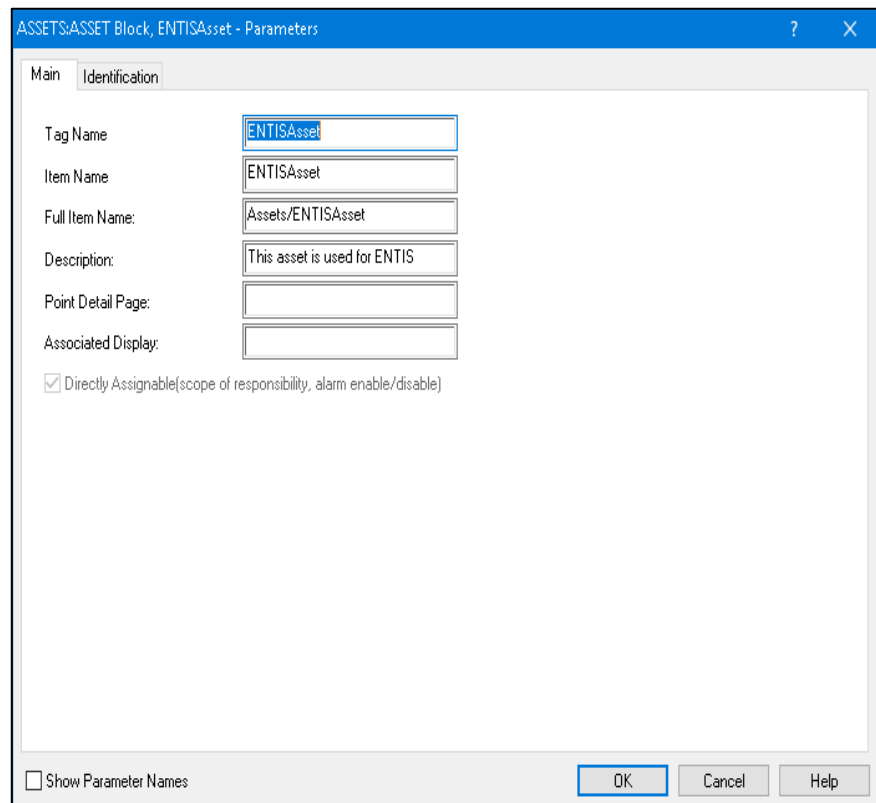 ASSETS:ASSET Block, ENTISAsset - Parameters ?
Main Identification
Tag Name ENTISAsset
Item Name ENTISAsset
Full Item Name: Assets/ENTISAsset
Description: This asset is used for ENTIS
Point Detail Page:
Associated Display:
Directly Assignable(scope of responsibility, alarm enable/disable)
Show Parameter Names OK Cancel Help